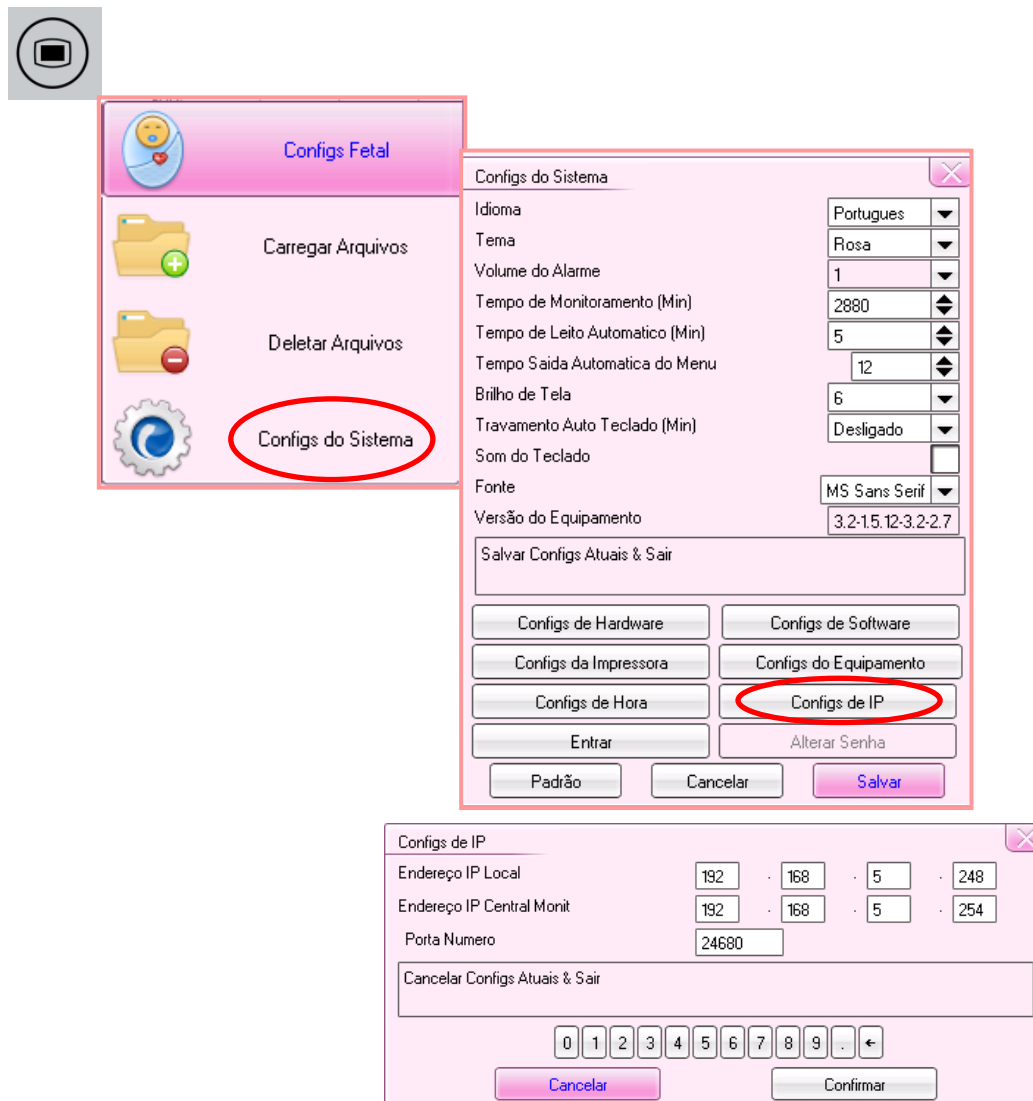 Configs Fetal
Carregar Arquivos
Deletar Arquivos
Configs do Sistema
Configs do Sistema
Idioma Portugues
Tema Rosa
Volume do Alarme 1
Tempo de Monitoramento (Min) 2880
Tempo de Leito Automatico (Min) 5
Tempo Saida Automatica do Menu 12
Brilho de Tela 6
Travamento Auto Teclado (Min) Desligado
Som do Teclado
Fonte MS Sans Serif
Versão do Equipamento 3.2-1.5.12-3.2-2.7
Salvar Configs Atuais & Sair
Configs de Hardware Configs de Software
Configs da Impressora Configs do Equipamento
Configs de Hora Configs de IP
Entrar Alterar Senha
Padrão Cancelar Salvar
Configs de IP
Endereço IP Local 192 . 168 . 5 . 248
Endereço IP Central Monit 192 . 168 . 5 . 254
Porta Numero 24680
Cancelar Configs Atuais & Sair
0 1 2 3 4 5 6 7 8 9 . ←
Cancelar Confirmar